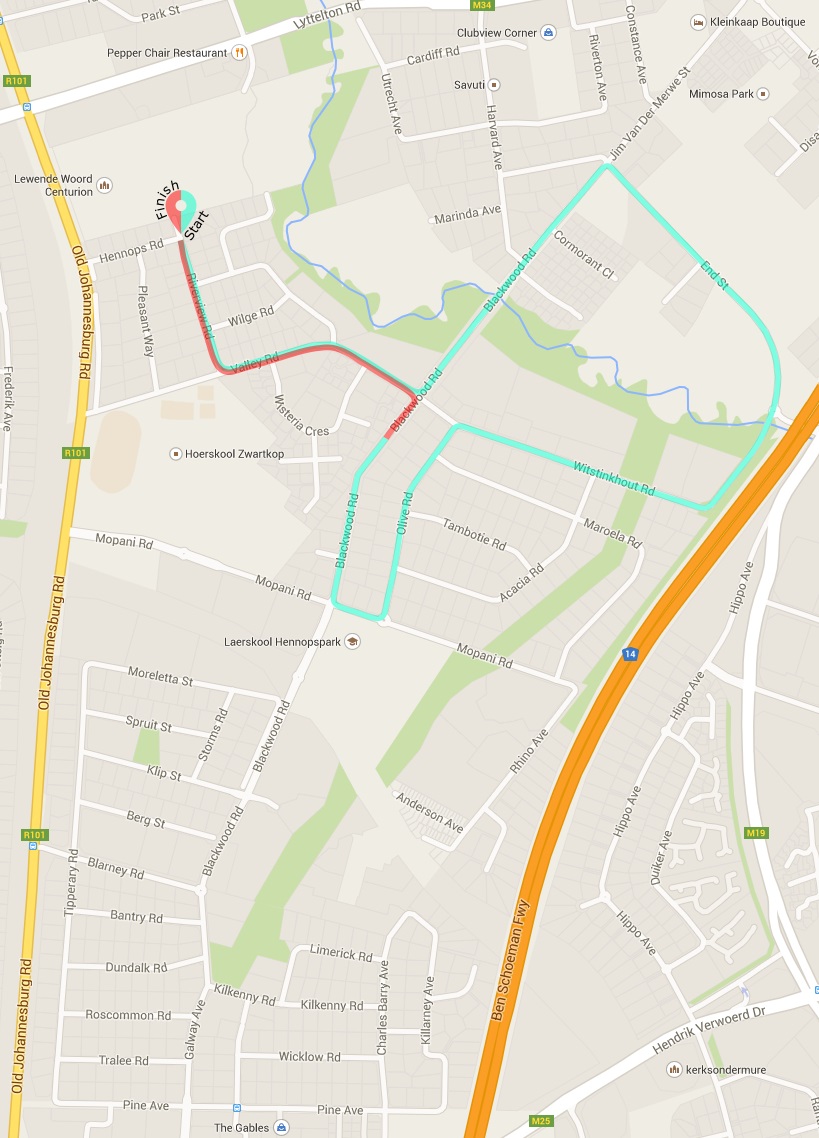 M34
Park St
Lyttelton Rd
Constance Ave
Kleinkaap Boutique
Clubview Corner
Riverton Ave
Pepper Chair Restaurant
Cardiff Rd
R101
Savuti
Utrecht Ave
Mimosa Park
Jim Van Der Merwe St
Harvard Ave
Lewende Woord
Centurion
Finish
Start
Marinda Ave
Hennops Rd
Cormorant Cl
Old Johannesburg Rd
Blackwood Rd
End St
Pleasant Way
Riverview Rd
Wilge Rd
Valley Rd
Frederik Ave
Blackwood Rd
Wisteria Cres
R101
Hoerskool Zwartkop
Witstinkhout Rd
Blackwood Rd
Olive Rd
Tambotie Rd
Maroela Rd
Mopani Rd
Acacia Rd
Mopani Rd
Hippo Ave
Old Johannesburg Rd
Laerskool Hennopspark
Mopani Rd
14
Moreletta St
Hippo Ave
Spruit St
Storms Rd
Blackwood Rd
Rhino Ave
Klip St
Anderson Ave
Hippo Ave
Berg St
R101
M19
Blackwood Rd
Duiker Ave
Blarney Rd
Tipperary Rd
Bantry Rd
Hippo Ave
Ben Schoeman Fwy
Limerick Rd
Dundalk Rd
Kilkenny Rd
Kilkenny Rd
Charles Barry Ave
Killarney Ave
Old Johannesburg Rd
Roscommon Rd
Galway Ave
Hendrik Verwoerd Dr
Tralee Rd
Wicklow Rd
kerksondermure
Pine Ave
Pine Ave
The Gables
M25